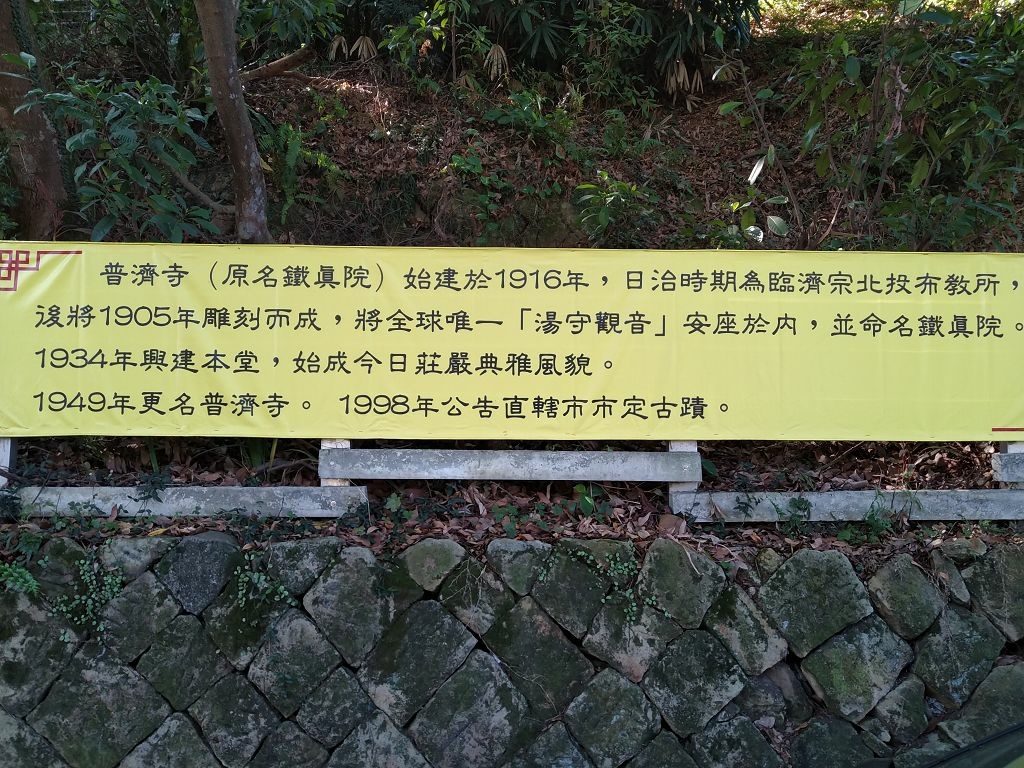 普濟寺（原名鐵眞院）始建於1916年，日治時期為臨濟宗北投布教所，
後將1905年雕刻而成，將全球唯一「湯守觀音」安座於內，並命名鐵眞院。
1934年興建本堂，始成今日莊嚴典雅風貌。
1949年更名普濟寺。 1998年公告直轄市市定古蹟。